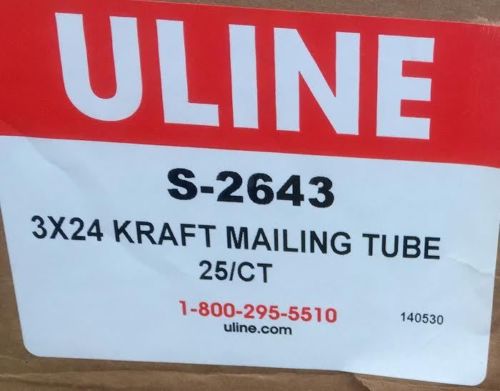 ULINE
S-2643
3X24 KRAFT MAILING TUBE
25/CT
1-800-295-5510
uline.com
140530